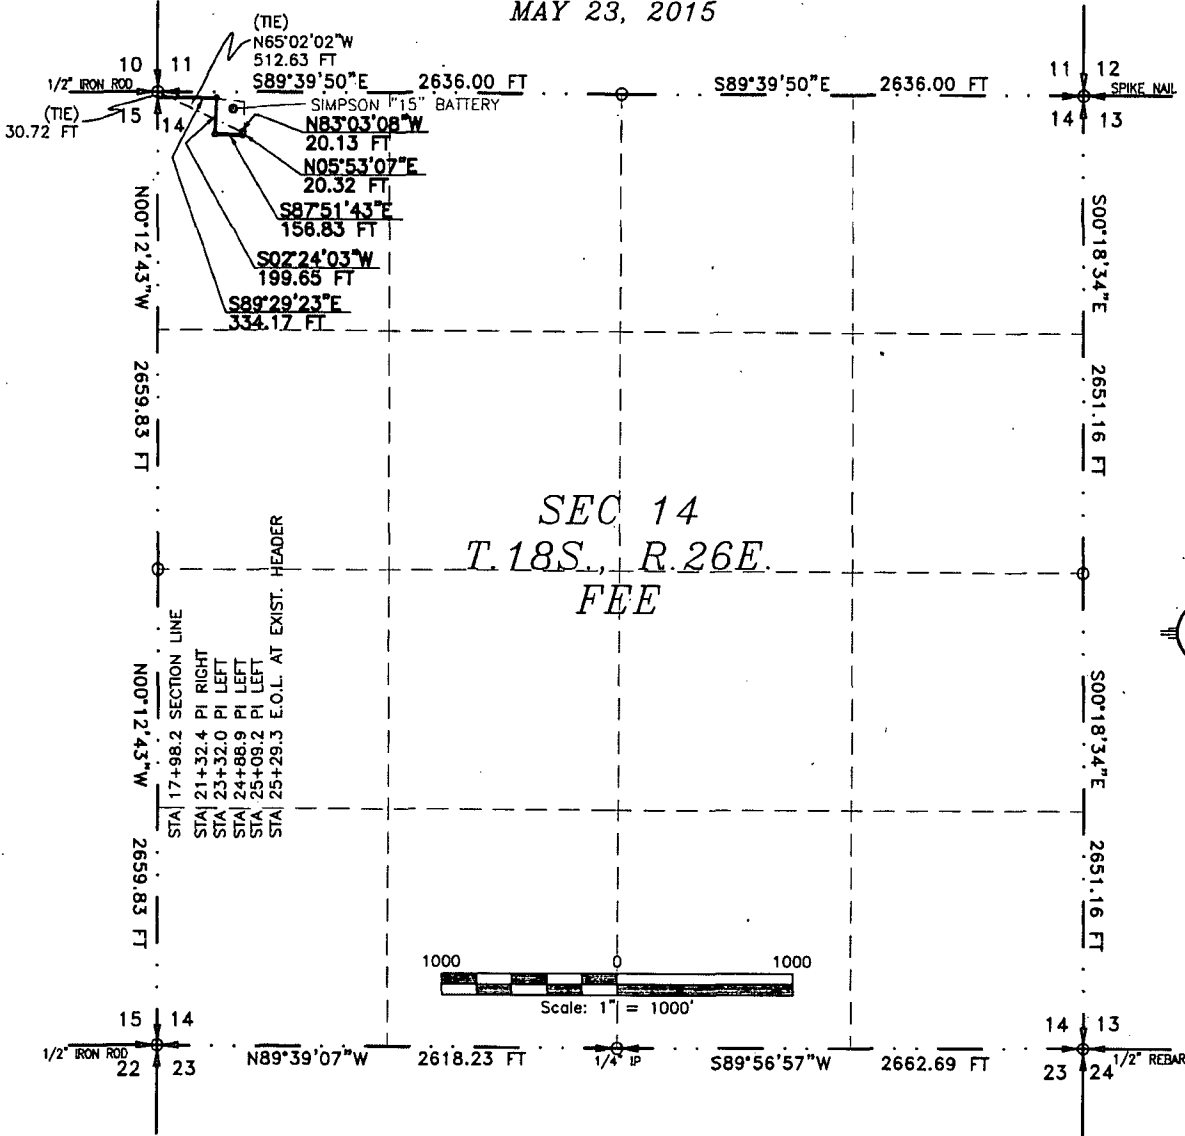 MAY 23, 2015
(TIE)
N65°02'02"W
512.63 FT
10 11
1/2" IRON ROD
S89°39'50"E 2636.00 FT
S89°39'50"E 2636.00 FT
11 12
SPIKE NAIL
(TIE)
30.72 FT
15 14
14 13
SIMPSON "15" BATTERY
N83°03'08"W
20.13 FT
N05°53'07"E
20.32 FT
S87°51'43"E
156.83 FT
S02°24'03"W
199.65 FT
S89°29'23"E
334.17 FT
N00°12'43"W
2659.83 FT
S00°18'34"E
2651.16 FT
SEC 14
T.18S., R.26E.
FEE
STA 17+98.2 SECTION LINE
STA 21+32.4 PI RIGHT
STA 23+32.0 PI LEFT
STA 24+88.9 PI LEFT
STA 25+09.2 PI LEFT
STA 25+29.3 E.O.L. AT EXIST. HEADER
N00°12'43"W
2659.83 FT
S00°18'34"E
2651.16 FT
1000 0 1000
Scale: 1" = 1000'
15 14
1/2" IRON ROD
22 23
N89°39'07"W 2618.23 FT
1/4" IP
S89°56'57"W 2662.69 FT
14 13
1/2" REBAR
23 24